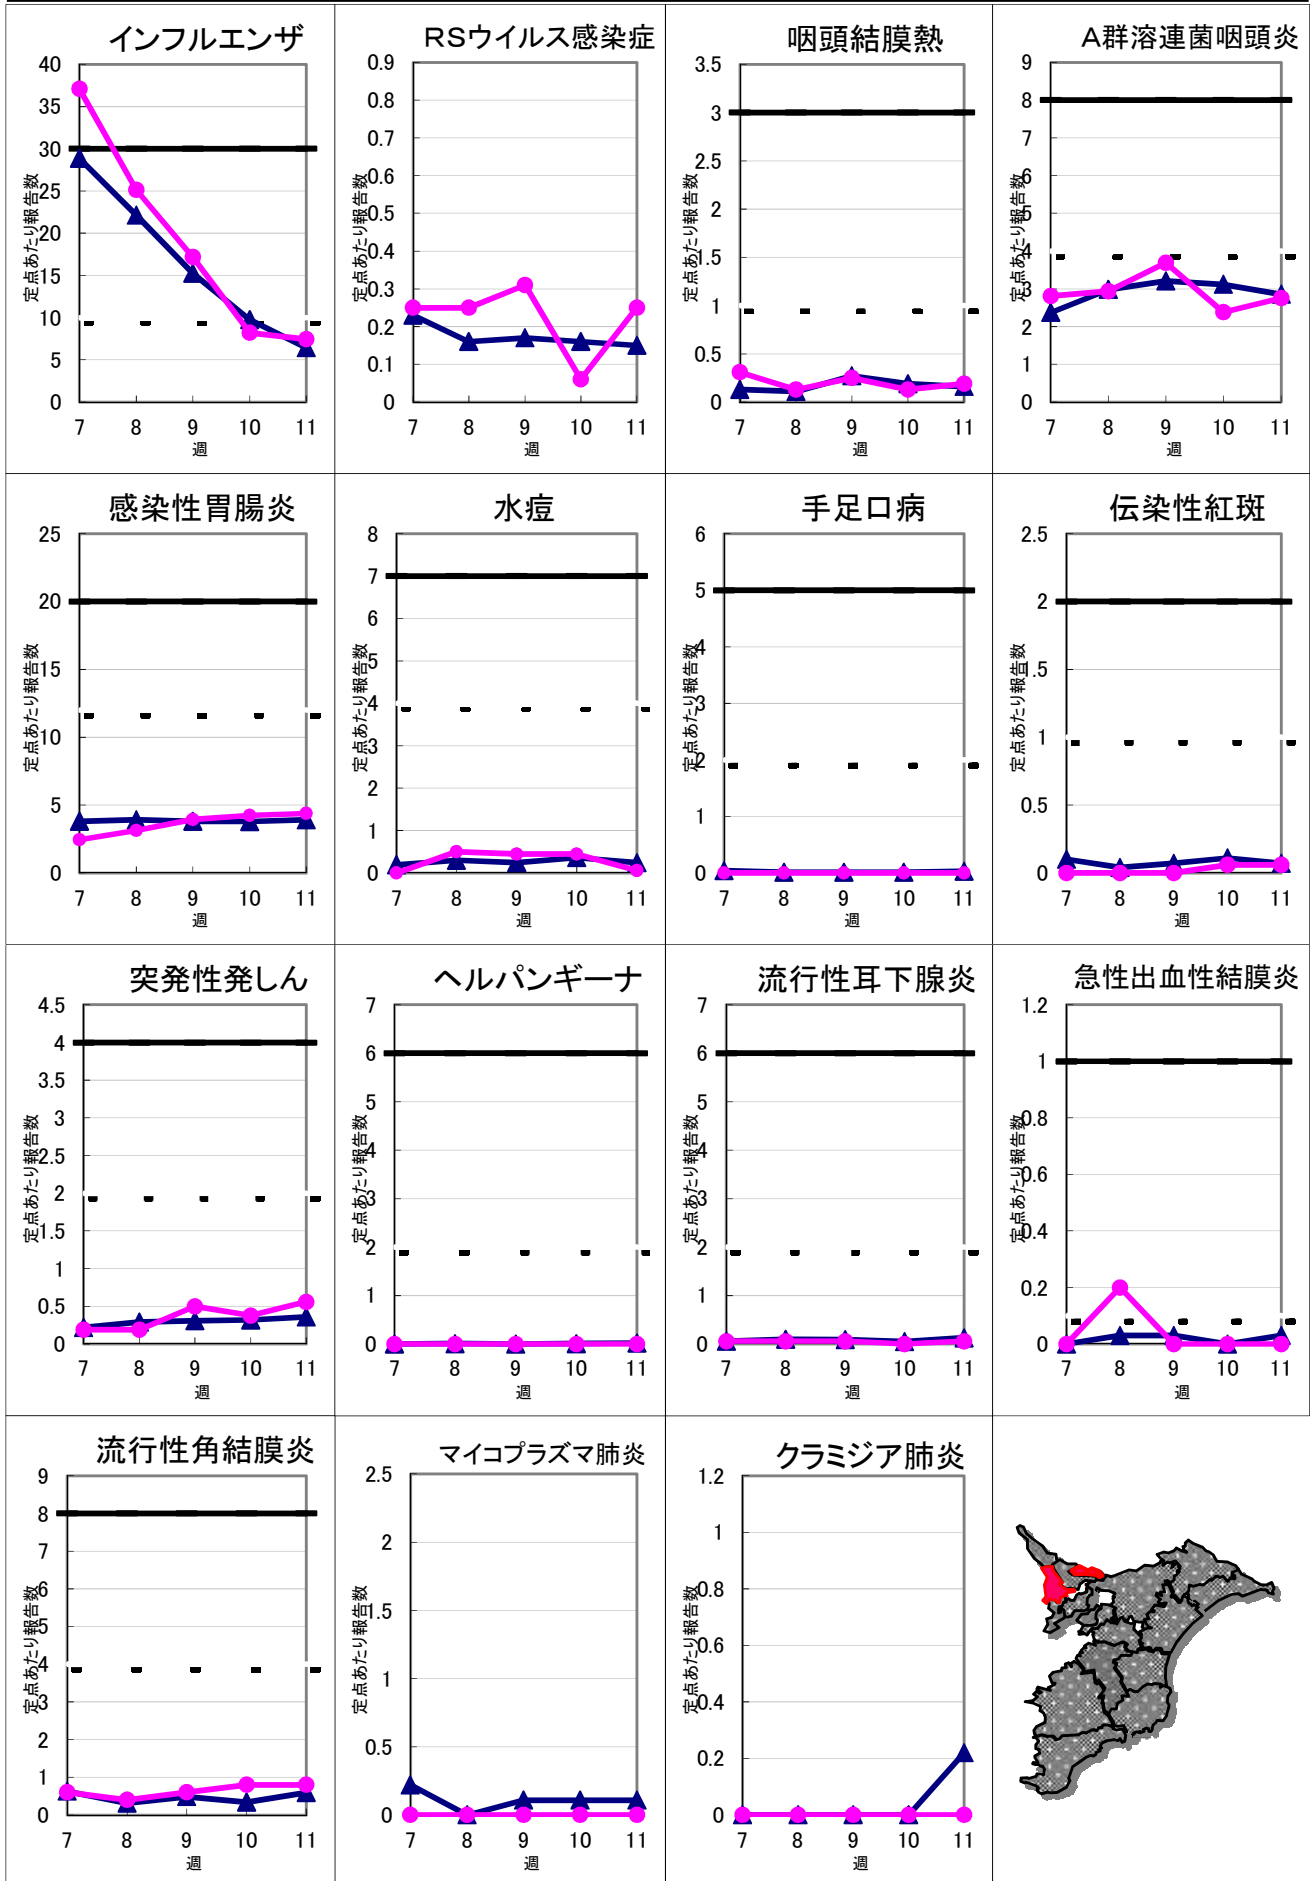 インフルエンザ
40
35
30
25
20
15
10
5
0
定点あたり報告数
7 8 9 10 11
週
RSウイルス感染症
0.9
0.8
0.7
0.6
0.5
0.4
0.3
0.2
0.1
0
定点あたり報告数
7 8 9 10 11
週
咽頭結膜熱
3.5
3
2.5
2
1.5
1
0.5
0
定点あたり報告数
7 8 9 10 11
週
A群溶連菌咽頭炎
9
8
7
6
5
4
3
2
1
0
定点あたり報告数
7 8 9 10 11
週
感染性胃腸炎
25
20
15
10
5
0
定点あたり報告数
7 8 9 10 11
週
水痘
8
7
6
5
4
3
2
1
0
定点あたり報告数
7 8 9 10 11
週
手足口病
6
5
4
3
2
1
0
定点あたり報告数
7 8 9 10 11
週
伝染性紅斑
2.5
2
1.5
1
0.5
0
定点あたり報告数
7 8 9 10 11
週
突発性発しん
4.5
4
3.5
3
2.5
2
1.5
1
0.5
0
定点あたり報告数
7 8 9 10 11
週
ヘルパンギーナ
7
6
5
4
3
2
1
0
定点あたり報告数
7 8 9 10 11
週
流行性耳下腺炎
7
6
5
4
3
2
1
0
定点あたり報告数
7 8 9 10 11
週
急性出血性結膜炎
1.2
1
0.8
0.6
0.4
0.2
0
定点あたり報告数
7 8 9 10 11
週
流行性角結膜炎
9
8
7
6
5
4
3
2
1
0
定点あたり報告数
7 8 9 10 11
週
マイコプラズマ肺炎
2.5
2
1.5
1
0.5
0
定点あたり報告数
7 8 9 10 11
週
クラミジア肺炎
1.2
1
0.8
0.6
0.4
0.2
0
定点あたり報告数
7 8 9 10 11
週